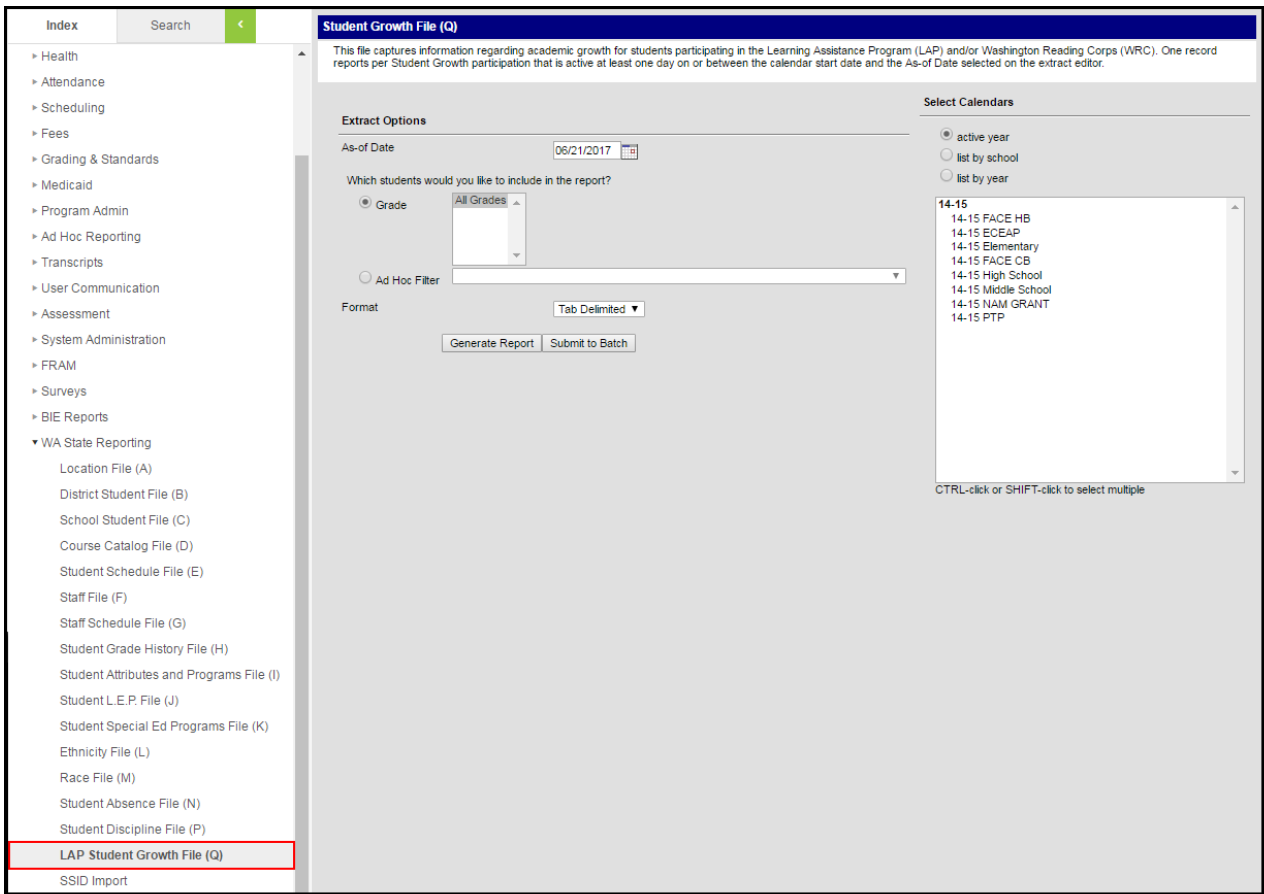 Index
Search
Health
Attendance
Scheduling
Fees
Grading & Standards
Medicaid
Program Admin
Ad Hoc Reporting
Transcripts
User Communication
Assessment
System Administration
FRAM
Surveys
BIE Reports
WA State Reporting
Location File (A)
District Student File (B)
School Student File (C)
Course Catalog File (D)
Student Schedule File (E)
Staff File (F)
Staff Schedule File (G)
Student Grade History File (H)
Student Attributes and Programs File (I)
Student L.E.P. File (J)
Student Special Ed Programs File (K)
Ethnicity File (L)
Race File (M)
Student Absence File (N)
Student Discipline File (P)
LAP Student Growth File (Q)
SSID Import
Student Growth File (Q)
This file captures information regarding academic growth for students participating in the Learning Assistance Program (LAP) and/or Washington Reading Corps (WRC). One record
reports per Student Growth participation that is active at least one day on or between the calendar start date and the As-of Date selected on the extract editor.
Extract Options
As-of Date
06/21/2017
Which students would you like to include in the report?
Grade
All Grades
Ad Hoc Filter
Format
Tab Delimited
Generate Report
Submit to Batch
Select Calendars
active year
list by school
list by year
14-15
14-15 FACE HB
14-15 ECEAP
14-15 Elementary
14-15 FACE CB
14-15 High School
14-15 Middle School
14-15 NAM GRANT
14-15 PTP
CTRL-click or SHIFT-click to select multiple